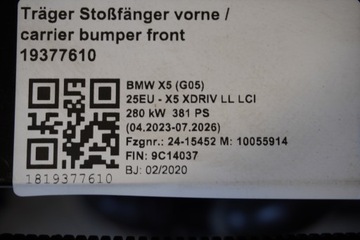 Träger Stoßfänger vorne /
carrier bumper front
19377610
BMW X5 (G05)
25EU - X5 XDRIV LL LCI
280 kW 381 PS
(04.2023-07.2026)
Fzgnr.: 24-15452 M: 10055914
FIN: 9C14037
BJ: 02/2020
1819377610